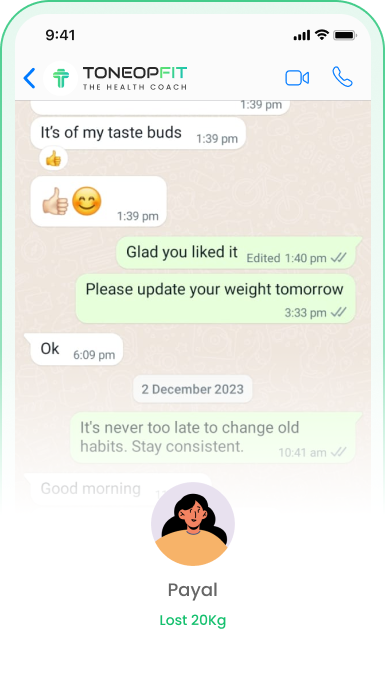 9:41
TONEOPFIT
THE HEALTH COACH
1:39 pm
It's of my taste buds 1:39 pm
1:39 pm
Glad you liked it Edited 1:40 pm
Please update your weight tomorrow
3:33 pm
Ok 6:09 pm
2 December 2023
It's never too late to change old
habits. Stay consistent. 10:41 am
Good morning
Payal
Lost 20Kg